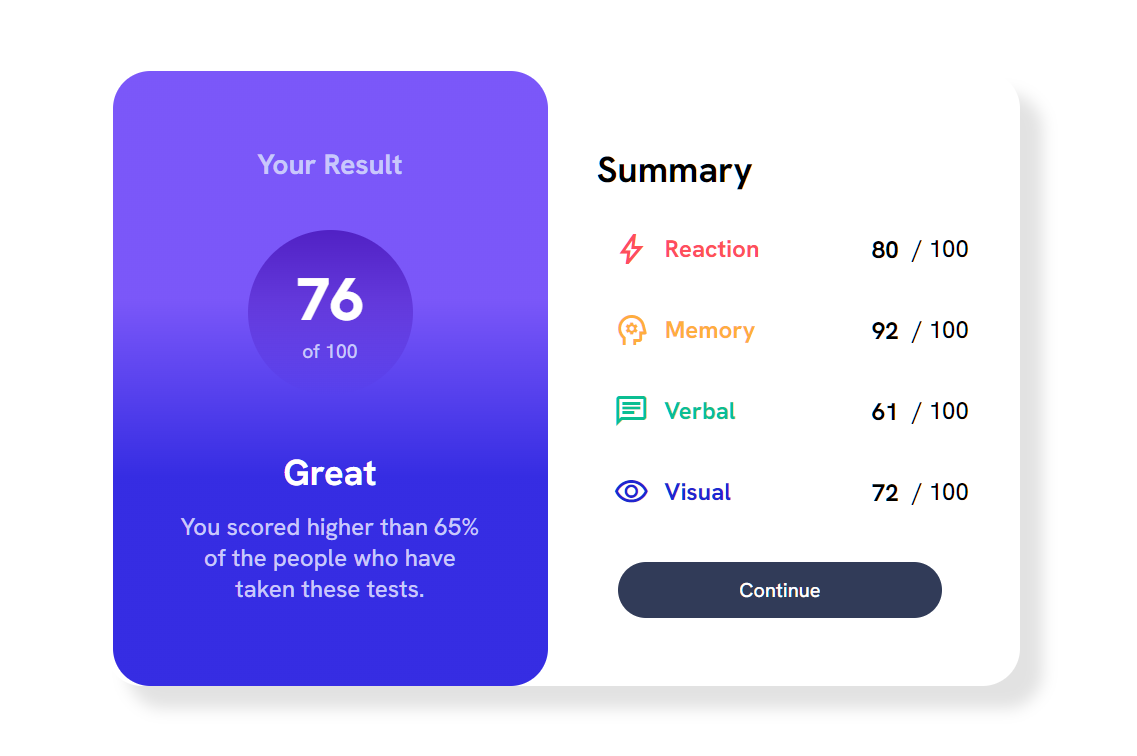 Your Result
76
of 100
Great
You scored higher than 65%
of the people who have
taken these tests.
Summary
Reaction 80 / 100
Memory 92 / 100
Verbal 61 / 100
Visual 72 / 100
Continue